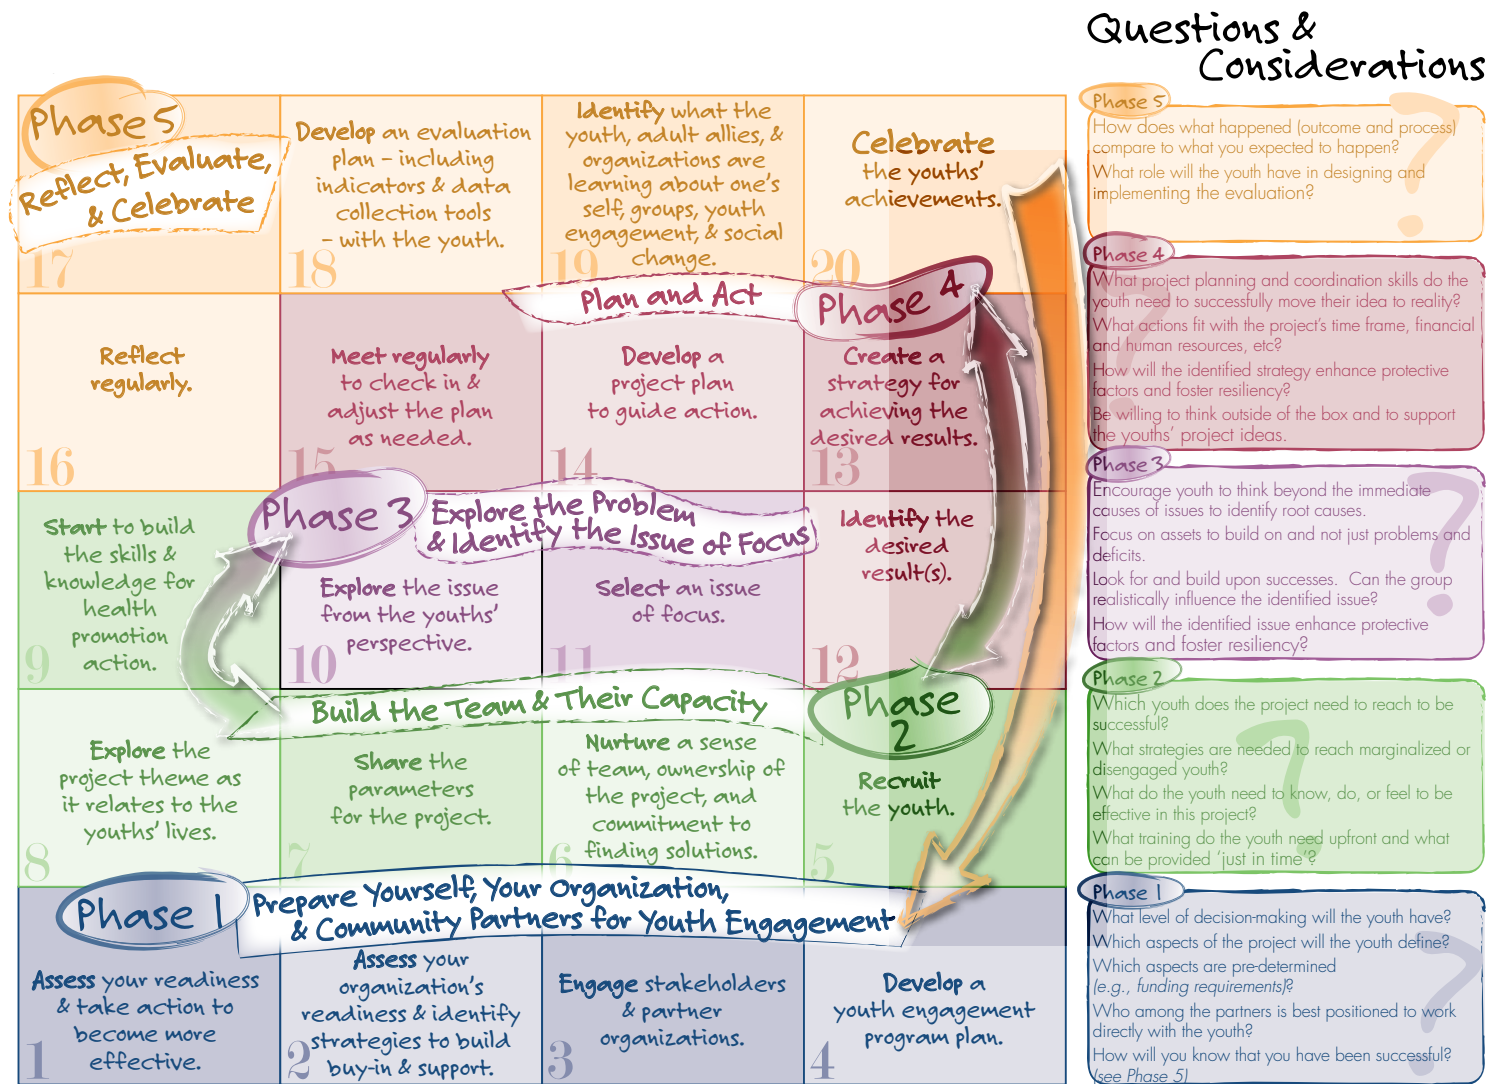 Questions &
Considerations
Phase 5
Reflect, Evaluate,
& Celebrate
17
Develop an evaluation
plan – including
indicators & data
collection tools
– with the youth.
18
Identify what the
youth, adult allies, &
organizations are
learning about one's
self, groups, youth
engagement, & social
change.
19
Celebrate
the youths'
achievements.
20
Plan and Act
Phase 4
Reflect
regularly.
16
Meet regularly
to check in &
adjust the plan
as needed.
15
Develop a
project plan
to guide action.
14
Create a
strategy for
achieving the
desired results.
13
Phase 3
Explore the Problem
& Identify the Issue of Focus
Start to build
the skills &
knowledge for
health
promotion
action.
9
Explore the issue
from the youths'
perspective.
10
Select an issue
of focus.
11
Identify the
desired
result(s).
12
Build the Team & Their Capacity
Phase
2
Explore the
project theme as
it relates to the
youths' lives.
8
Share the
parameters
for the project.
7
Nurture a sense
of team, ownership of
the project, and
commitment to
finding solutions.
6
Recruit
the youth.
5
Phase 1
Prepare Yourself, Your Organization,
& Community Partners for Youth Engagement
Assess your readiness
& take action to
become more
effective.
1
Assess your
organization's
readiness & identify
strategies to build
buy-in & support.
2
Engage stakeholders
& partner
organizations.
3
Develop a
youth engagement
program plan.
4
Phase 5
How does what happened (outcome and process)
compare to what you expected to happen?
What role will the youth have in designing and
implementing the evaluation?
?
Phase 4
What project planning and coordination skills do the
youth need to successfully move their idea to reality?
What actions fit with the project's time frame, financial
and human resources, etc?
How will the identified strategy enhance protective
factors and foster resiliency?
Be willing to think outside of the box and to support
the youths' project ideas.
?
Phase 3
Encourage youth to think beyond the immediate
causes of issues to identify root causes.
Focus on assets to build on and not just problems and
deficits.
Look for and build upon successes. Can the group
realistically influence the identified issue?
How will the identified issue enhance protective
factors and foster resiliency?
?
Phase 2
Which youth does the project need to reach to be
successful?
What strategies are needed to reach marginalized or
disengaged youth?
What do the youth need to know, do, or feel to be
effective in this project?
What training do the youth need upfront and what
can be provided 'just in time'?
?
Phase 1
What level of decision-making will the youth have?
Which aspects of the project will the youth define?
Which aspects are pre-determined
(e.g., funding requirements)?
Who among the partners is best positioned to work
directly with the youth?
How will you know that you have been successful?
(see Phase 5)
?